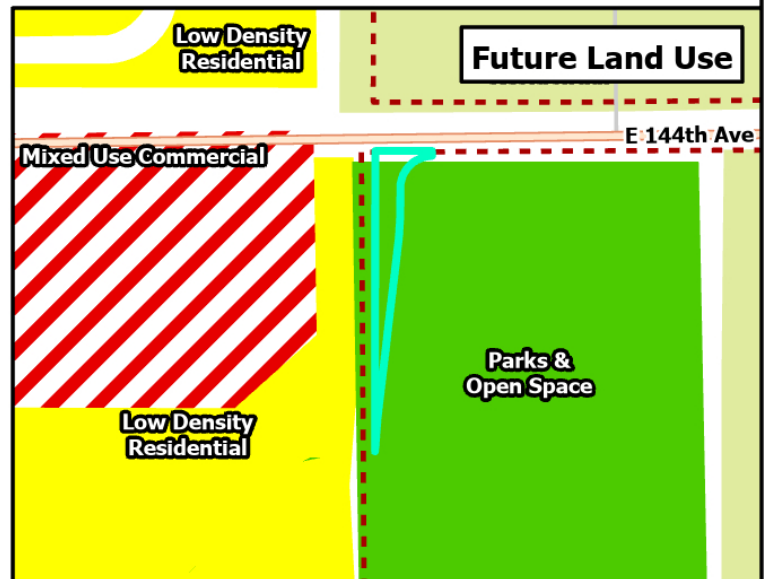 Low Density
Residential
Future Land Use
E 144th Ave
Mixed Use Commercial
Parks &
Open Space
Low Density
Residential